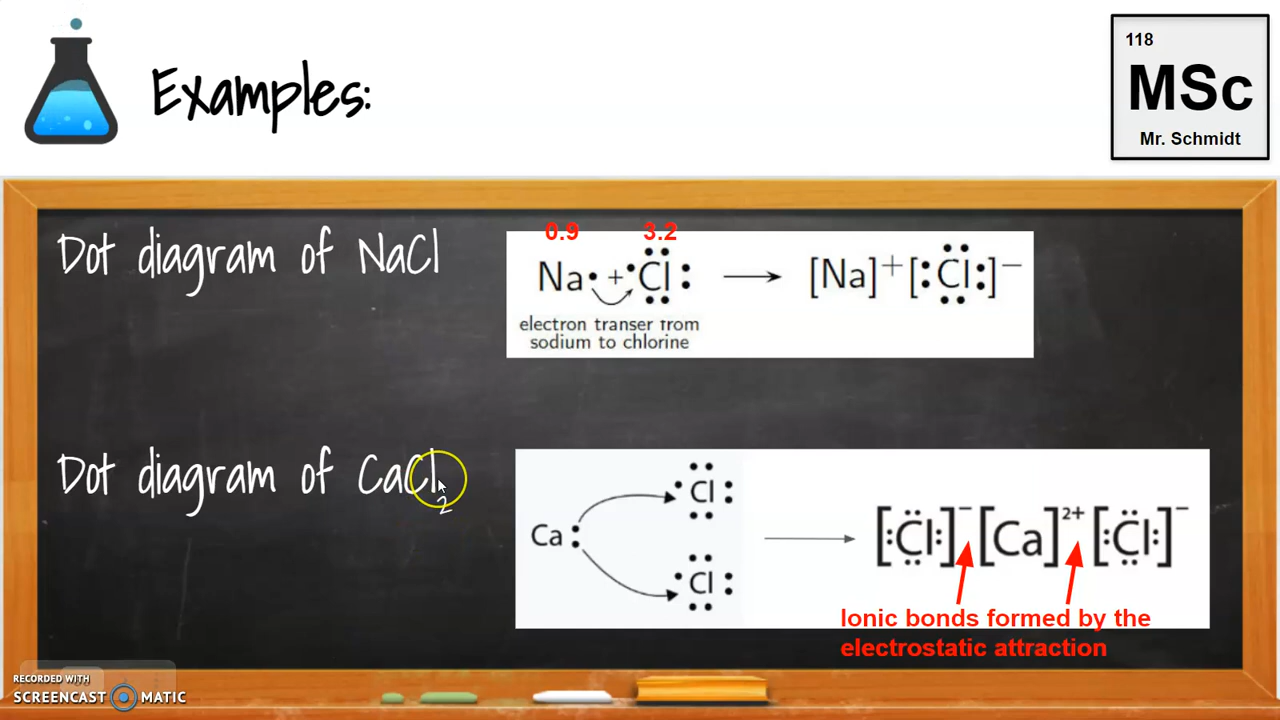 Examples:
118
MSc
Mr. Schmidt
Dot diagram of NaCl
0.9 3.2
Na• + •Cl: ⟶ [Na]⁺ [:Cl:]⁻
electron transer from
sodium to chlorine
Dot diagram of CaCl₂
Cl
Ca: ⟶ [:Cl:]⁻ [Ca]²⁺ [:Cl:]⁻
Cl
Ionic bonds formed by the
electrostatic attraction
RECORDED WITH
SCREENCAST MATIC